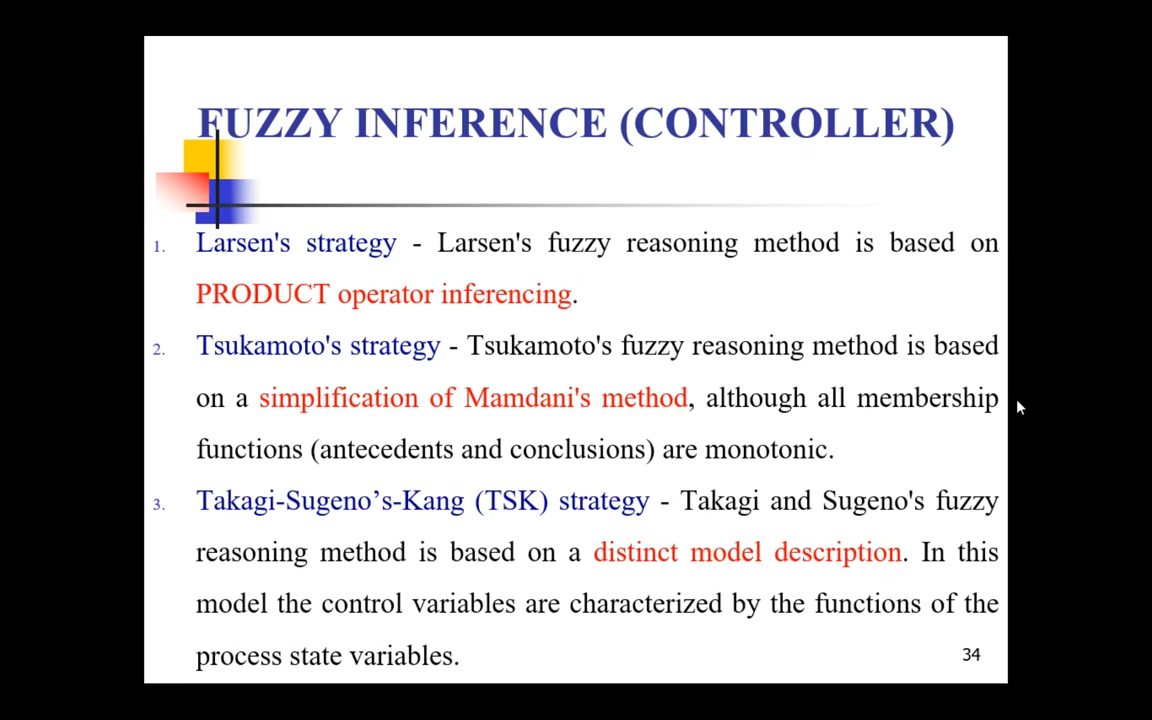 FUZZY INFERENCE (CONTROLLER)
1. Larsen's strategy - Larsen's fuzzy reasoning method is based on
PRODUCT operator inferencing.
2. Tsukamoto's strategy - Tsukamoto's fuzzy reasoning method is based
on a simplification of Mamdani's method, although all membership
functions (antecedents and conclusions) are monotonic.
3. Takagi-Sugeno’s-Kang (TSK) strategy - Takagi and Sugeno's fuzzy
reasoning method is based on a distinct model description. In this
model the control variables are characterized by the functions of the
process state variables.
34